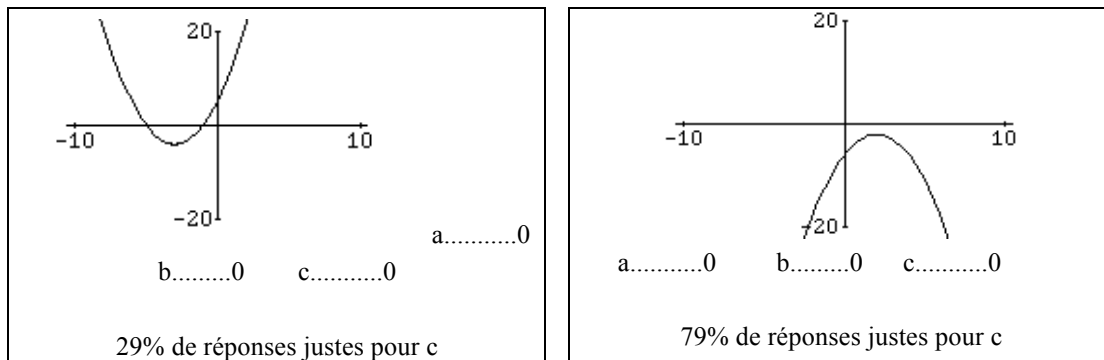 20
-10 10
-20
a...........0
b.........0 c...........0
29% de réponses justes pour c
20
-10 10
-20
a...........0 b.........0 c...........0
79% de réponses justes pour c